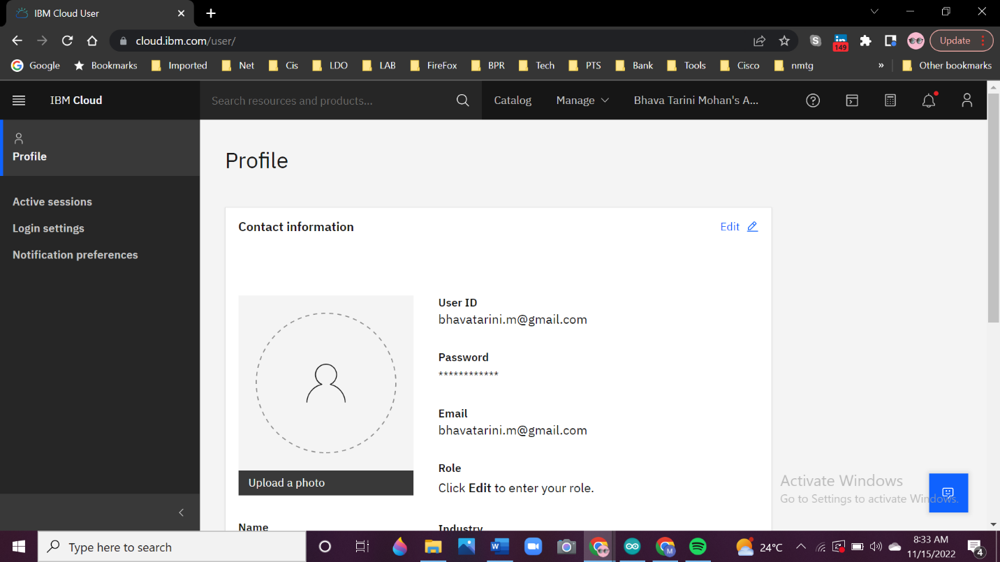 IBM Cloud User
cloud.ibm.com/user/
149
Update
Google
Bookmarks
Imported
Net
Cis
LDO
LAB
FireFox
BPR
Tech
PTS
Bank
Tools
Cisco
nmtg
»
Other bookmarks
IBM Cloud
Search resources and products...
Catalog
Manage
Bhava Tarini Mohan's A...
Profile
Active sessions
Login settings
Notification preferences
Profile
Contact information
Edit
Upload a photo
User ID
bhavatarini.m@gmail.com
Password
************
Email
bhavatarini.m@gmail.com
Role
Click Edit to enter your role.
Name
Industry
Activate Windows
Go to Settings to activate Windows.
Type here to search
24°C
8:33 AM
11/15/2022
4